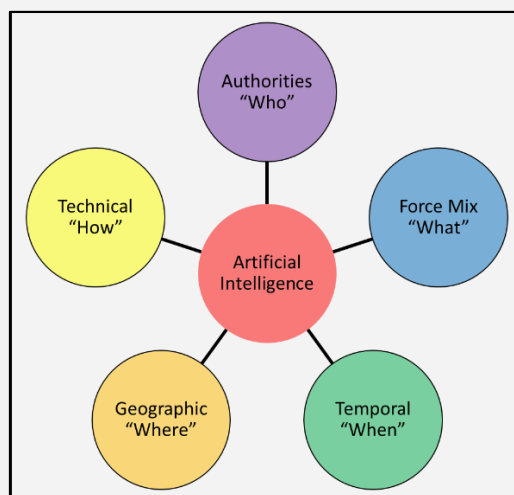 Authorities
“Who”
Technical
“How”
Force Mix
“What”
Artificial
Intelligence
Geographic
“Where”
Temporal
“When”